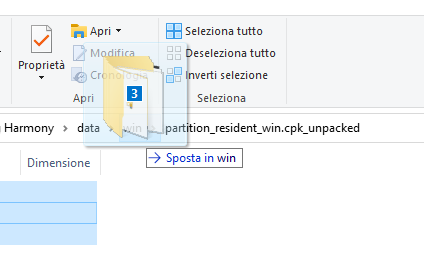 Apri
Seleziona tutto
Modifica
Deseleziona tutto
Proprietà
Cronologia
Inverti selezione
Apri
Seleziona
3
Harmony
data
win
partition_resident_win.cpk_unpacked
Sposta in win
Dimensione